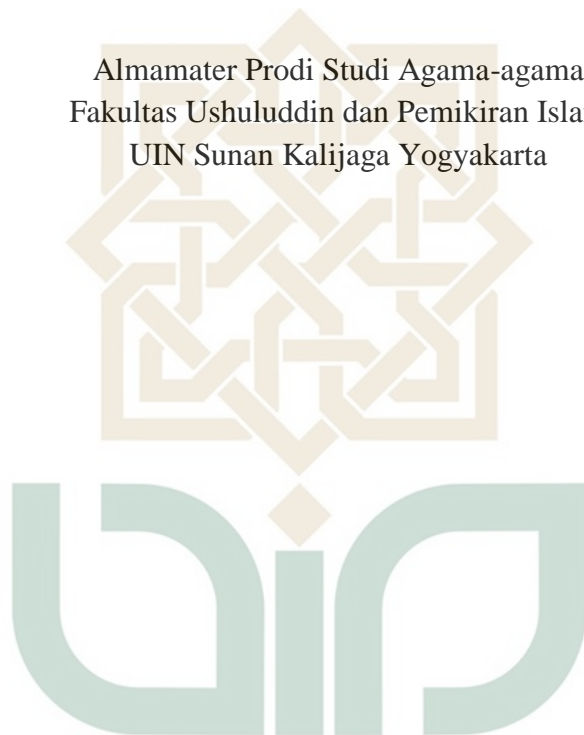 Almamater Prodi Studi Agama-agama
Fakultas Ushuluddin dan Pemikiran Isla
UIN Sunan Kalijaga Yogyakarta